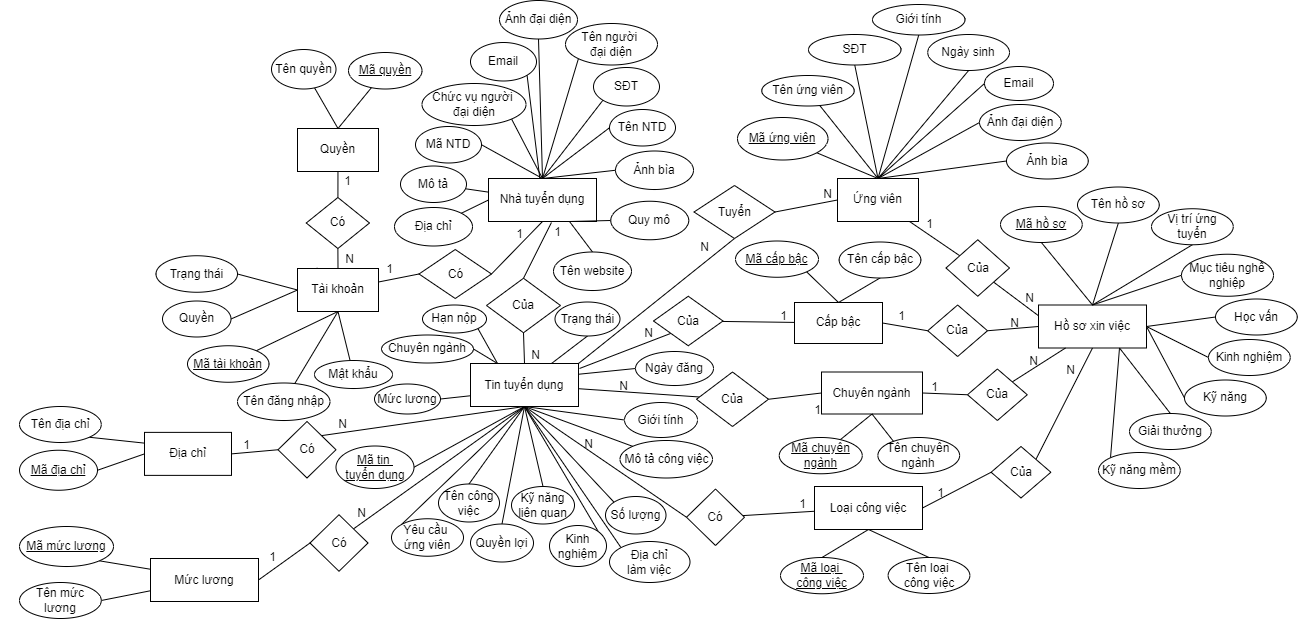 Ảnh đại diện
Giới tính
Tên người
đại diện
SĐT
Ngày sinh
Email
Tên quyền
Mã quyền
Email
SĐT
Tên ứng viên
Chức vụ người
đại diện
Tên NTD
Ảnh đại diện
Mã ứng viên
Mã NTD
Quyền
Ảnh bìa
Ảnh bìa
1
Mô tả
Nhà tuyển dụng
N
Ứng viên
Tên hồ sơ
Tuyển
Mã hồ sơ
Vị trí ứng
tuyển
Có
Địa chỉ
Quy mô
1
1
1
N
N
Mã cấp bậc
Tên cấp bậc
Của
Mục tiêu nghề
nghiệp
Trạng thái
1
Có
Tên website
Tài khoản
N
Của
Quyền
Hạn nộp
Trạng thái
Của
1
Cấp bậc
1
Của
N
Hồ sơ xin việc
Học vấn
N
Chuyên ngành
N
Kinh nghiệm
Mã tài khoản
Mật khẩu
Ngày đăng
N
N
Tin tuyển dụng
N
Của
Chuyên ngành
1
Của
Kỹ năng
Tên đăng nhập
Mức lương
1
Tên địa chỉ
Giới tính
N
Giải thưởng
Địa chỉ
1
Có
N
Mã chuyên
ngành
Tên chuyên
ngành
Mã địa chỉ
Mã tin
tuyển dụng
Mô tả công việc
Của
Kỹ năng mềm
Tên công
việc
Kỹ năng
liên quan
1
1
Loại công việc
N
Số lượng
Có
Yêu cầu
ứng viên
Quyền lợi
Kinh
nghiệm
Mã mức lương
1
Có
Địa chỉ
làm việc
Mức lương
Mã loại
công việc
Tên loại
công việc
Tên mức
lương